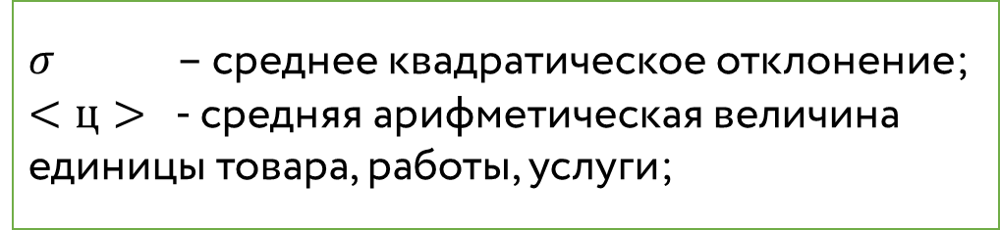 σ – среднее квадратическое отклонение;
< ц > - средняя арифметическая величина
единицы товара, работы, услуги;